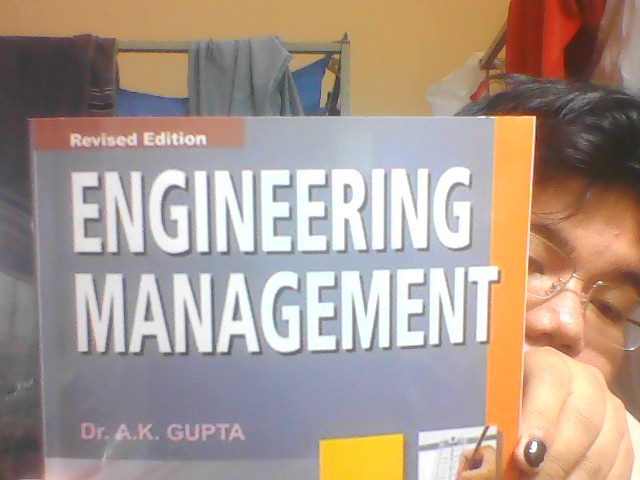 Revised Edition
ENGINEERING
MANAGEMENT
Dr. A.K. GUPTA